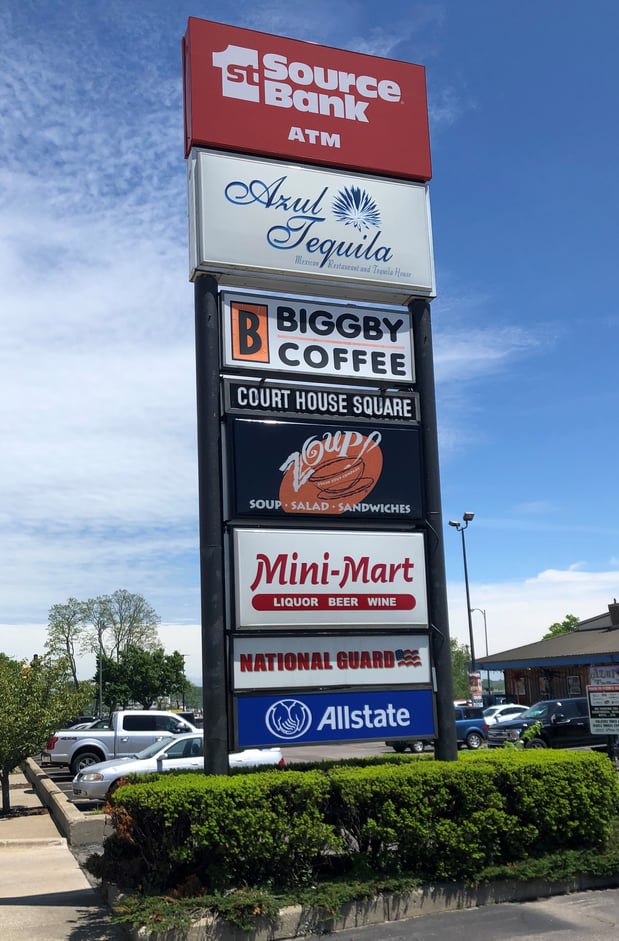 1st Source
Bank
ATM
Azul
Tequila
Mexican Restaurant and Tequila House
B BIGGBY
COFFEE
COURT HOUSE SQUARE
ZOUP!
SOUP · SALAD · SANDWICHES
Mini-Mart
LIQUOR BEER WINE
NATIONAL GUARD
Allstate